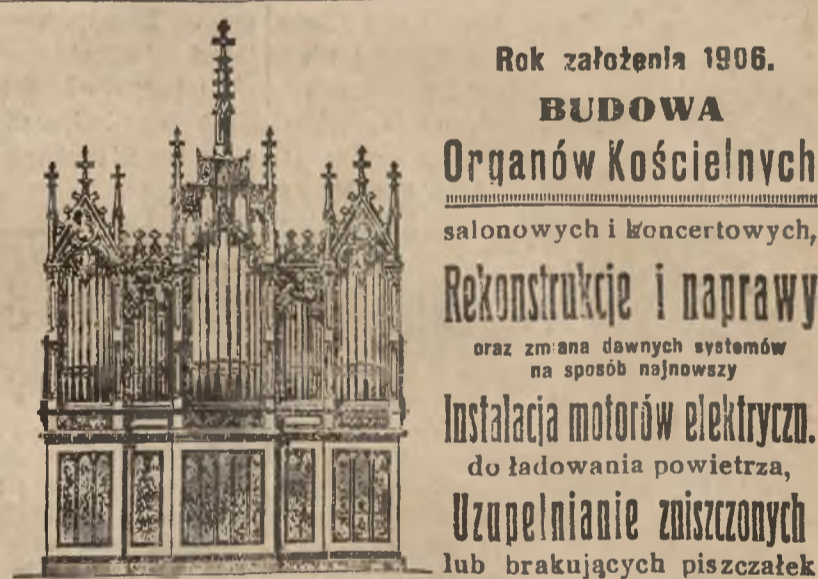 Rok założenia 1906.
BUDOWA
Organów Kościelnych
salonowych i koncertowych,
Rekonstrukcje i naprawy
oraz zmiana dawnych systemów
na sposób najnowszy
Instalacja motorów elektryczn.
do ładowania powietrza,
Uzupełnianie zniszczonych
lub brakujących piszczałek